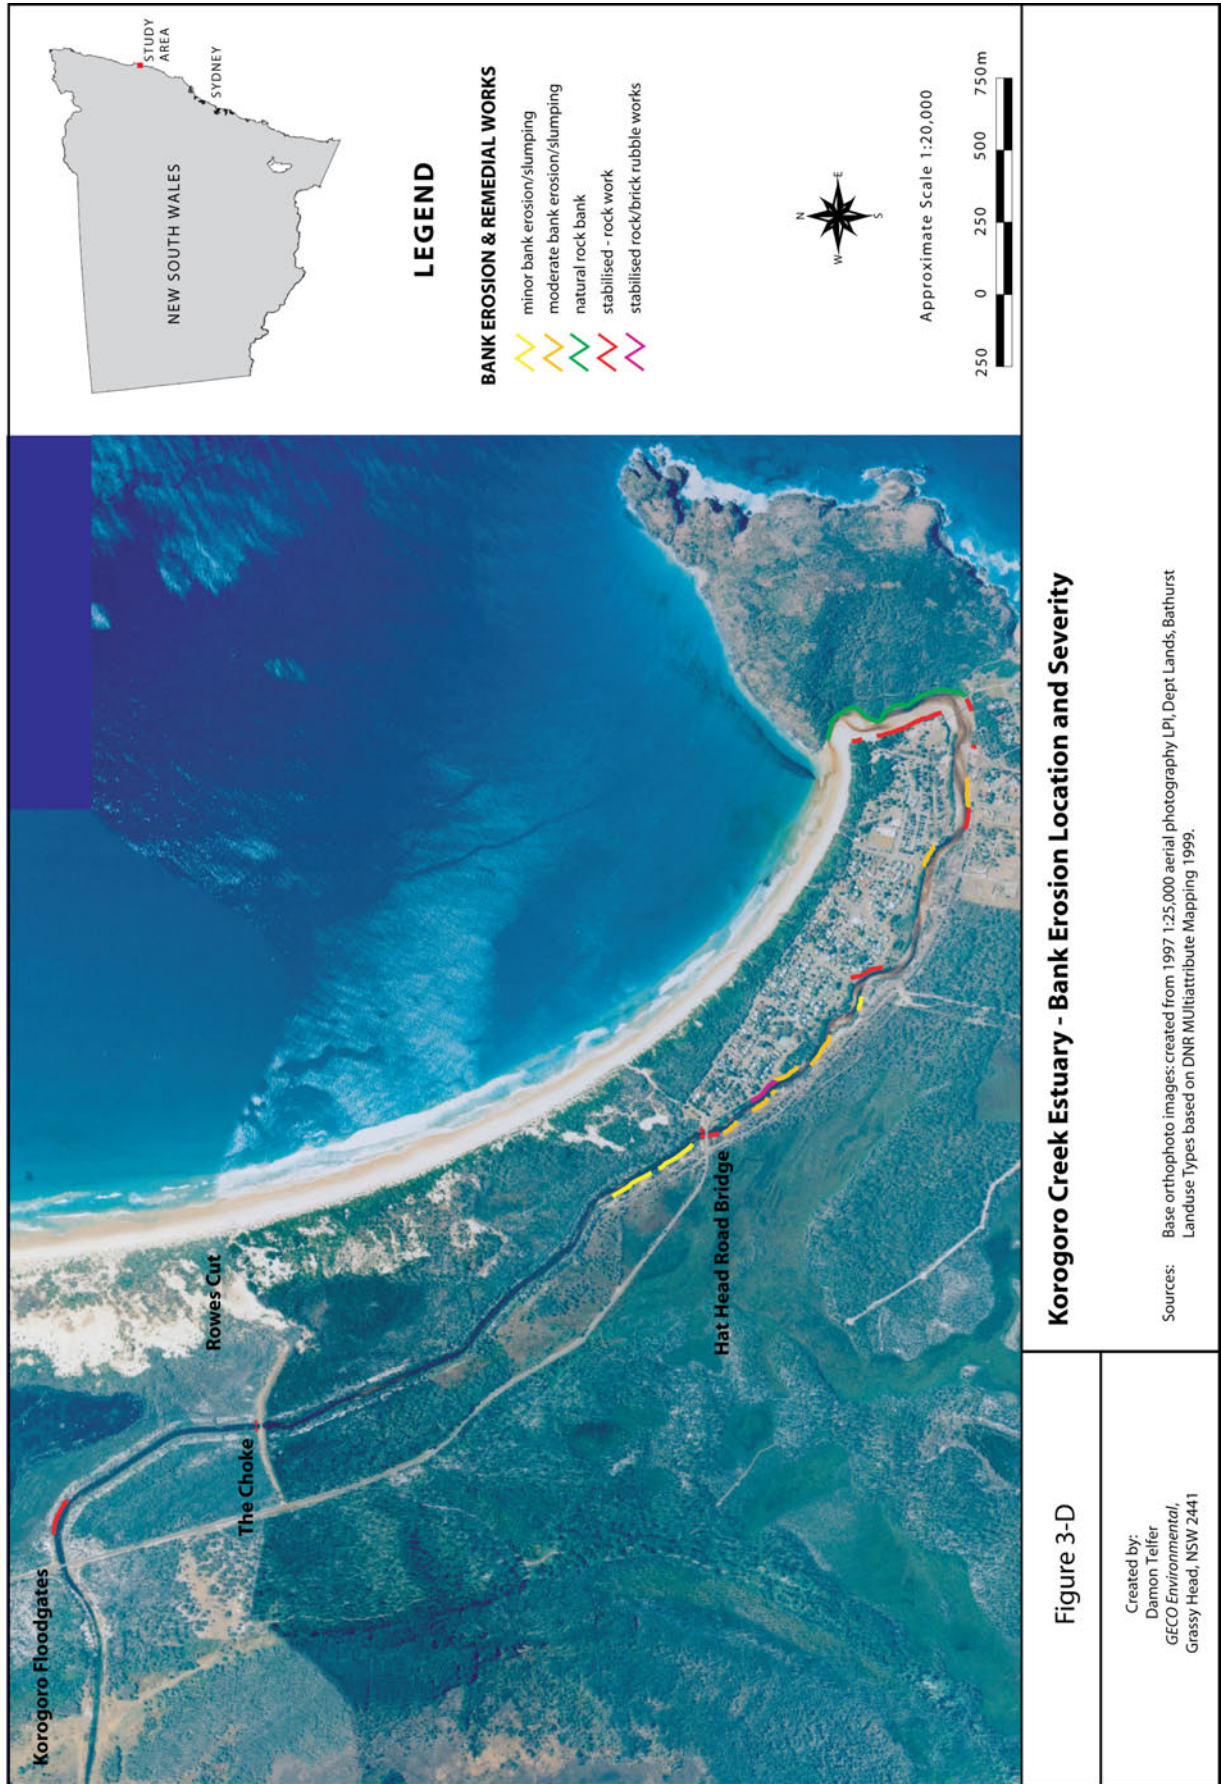 Korogoro Floodgates
The Choke
Rowes Cut
Hat Head Road Bridge
NEW SOUTH WALES
STUDY
AREA
SYDNEY
LEGEND
BANK EROSION & REMEDIAL WORKS
minor bank erosion/slumping
moderate bank erosion/slumping
natural rock bank
stabilised - rock work
stabilised rock/brick rubble works
N
W
E
S
Approximate Scale 1:20,000
250 0 250 500 750m
Figure 3-D
Created by:
Damon Telfer
GECO Environmental,
Grassy Head, NSW 2441
Korogoro Creek Estuary - Bank Erosion Location and Severity
Sources: Base orthophoto images: created from 1997 1:25,000 aerial photography LPI, Dept Lands, Bathurst
Landuse Types based on DNR MUltiattribute Mapping 1999.